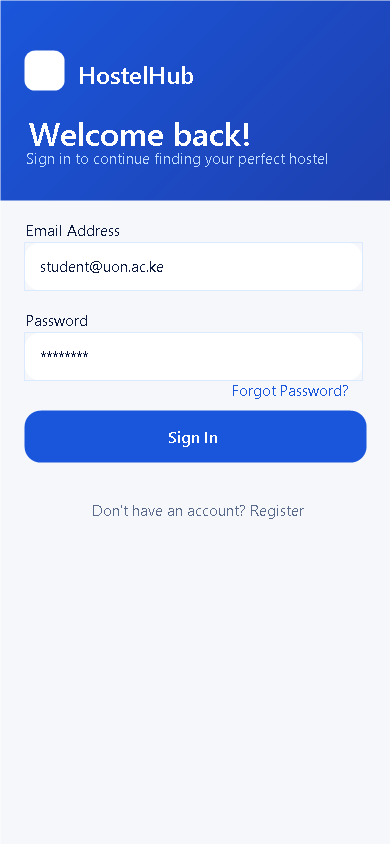 HostelHub
Welcome back!
Sign in to continue finding your perfect hostel
Email Address
student@uon.ac.ke
Password
********
Forgot Password?
Sign In
Don't have an account? Register